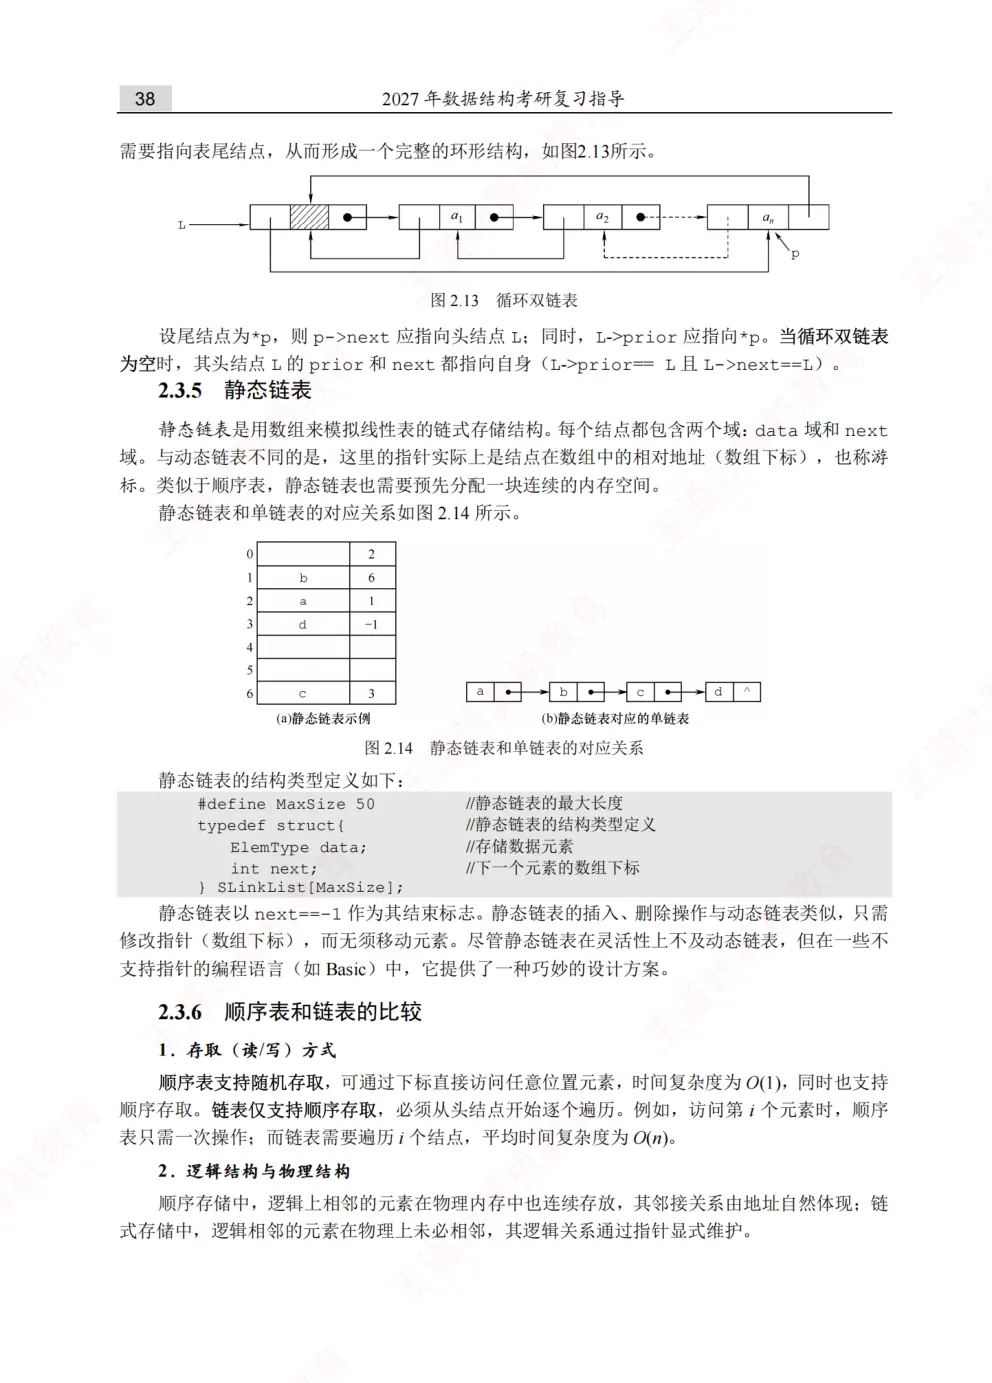 38
2027 年数据结构考研复习指导
需要指向表尾结点，从而形成一个完整的环形结构，如图2.13所示。
L
a1
a2
an
p
图 2.13 循环双链表
设尾结点为*p，则 p->next 应指向头结点 L；同时，L->prior 应指向*p。当循环双链表
为空时，其头结点 L 的 prior 和 next 都指向自身（L->prior== L 且 L->next==L）。
2.3.5 静态链表
静态链表是用数组来模拟线性表的链式存储结构。每个结点都包含两个域：data 域和 next
域。与动态链表不同的是，这里的指针实际上是结点在数组中的相对地址（数组下标），也称游
标。类似于顺序表，静态链表也需要预先分配一块连续的内存空间。
静态链表和单链表的对应关系如图 2.14 所示。
0 2
1 b 6
2 a 1
3 d −1
4
5
6 c 3
a b c d ^
(a)静态链表示例
(b)静态链表对应的单链表
图 2.14 静态链表和单链表的对应关系
静态链表的结构类型定义如下：
#define MaxSize 50 //静态链表的最大长度
typedef struct{ //静态链表的结构类型定义
ElemType data; //存储数据元素
int next; //下一个元素的数组下标
} SLinkList[MaxSize];
静态链表以 next==-1 作为其结束标志。静态链表的插入、删除操作与动态链表类似，只需
修改指针（数组下标），而无须移动元素。尽管静态链表在灵活性上不及动态链表，但在一些不
支持指针的编程语言（如 Basic）中，它提供了一种巧妙的设计方案。
2.3.6 顺序表和链表的比较
1．存取（读/写）方式
顺序表支持随机存取，可通过下标直接访问任意位置元素，时间复杂度为 O(1)，同时也支持
顺序存取。链表仅支持顺序存取，必须从头结点开始逐个遍历。例如，访问第 i 个元素时，顺序
表只需一次操作；而链表需要遍历 i 个结点，平均时间复杂度为 O(n)。
2．逻辑结构与物理结构
顺序存储中，逻辑上相邻的元素在物理内存中也连续存放，其邻接关系由地址自然体现；链
式存储中，逻辑相邻的元素在物理上未必相邻，其逻辑关系通过指针显式维护。
王道计算机教育